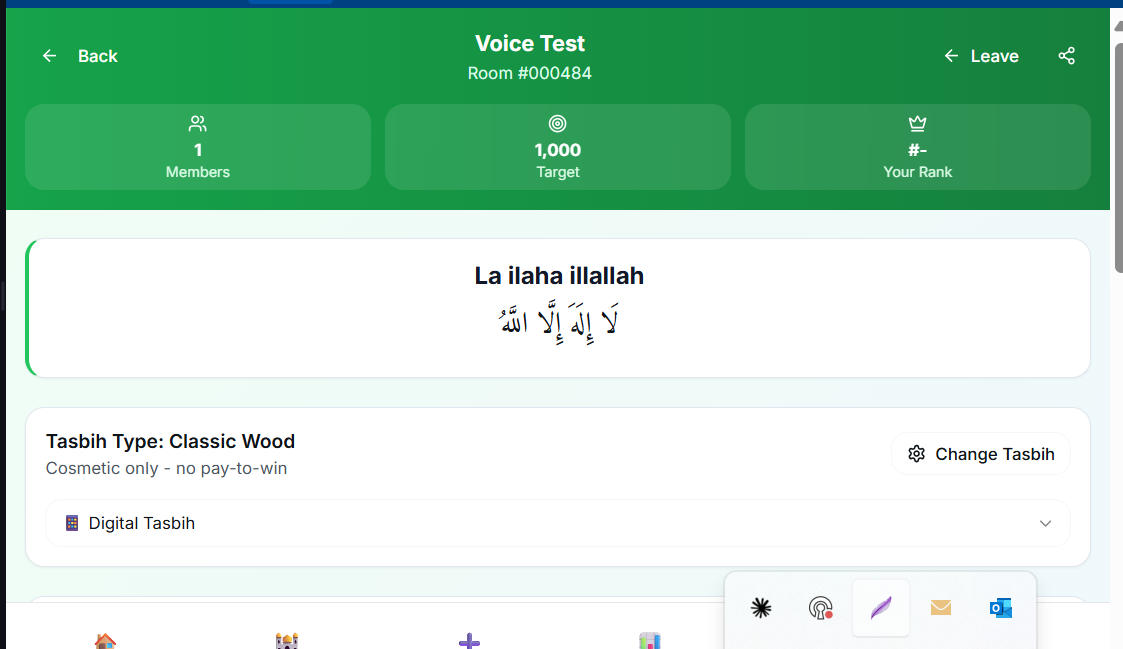 Back
Voice Test
Room #000484
Leave
1
Members
1,000
Target
#-
Your Rank
La ilaha illallah
لَا إِلَهَ إِلَّا اللَّهُ
Tasbih Type: Classic Wood
Cosmetic only - no pay-to-win
Change Tasbih
Digital Tasbih